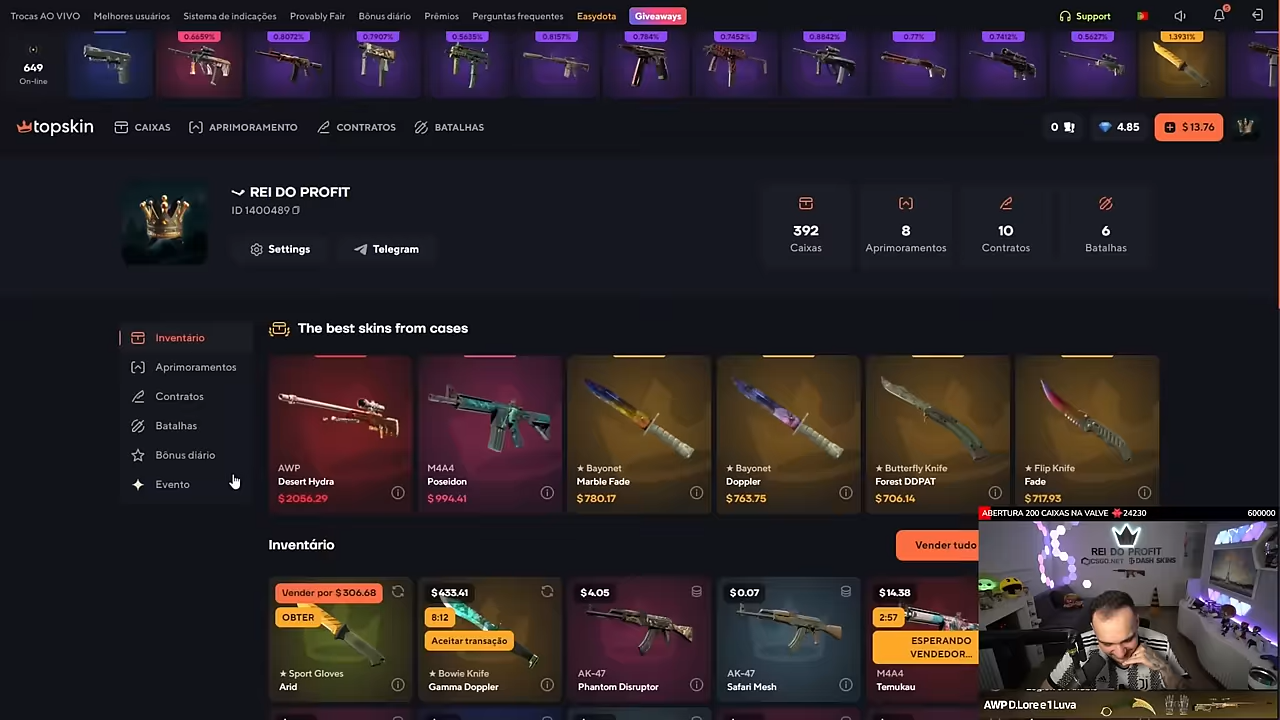 Trocas AO VIVO
Melhores usuários
Sistema de indicações
Provably Fair
Bônus diário
Prêmios
Perguntas frequentes
Easydota
Giveaways
Support
5
649
On-line
0.6659%
0.8072%
0.7907%
0.5635%
0.8157%
0.784%
0.7452%
0.8842%
0.77%
0.7412%
0.5627%
1.3931%
topskin
CAIXAS
APRIMORAMENTO
CONTRATOS
BATALHAS
0
4.85
$ 13.76
REI DO PROFIT
ID 1400489
Settings
Telegram
392
Caixas
8
Aprimoramentos
10
Contratos
6
Batalhas
Inventário
Aprimoramentos
Contratos
Batalhas
Bônus diário
Evento
The best skins from cases
AWP
Desert Hydra
$ 2056.29
M4A4
Poseidon
$ 994.41
★ Bayonet
Marble Fade
$ 780.17
★ Bayonet
Doppler
$ 763.75
★ Butterfly Knife
Forest DDPAT
$ 706.14
★ Flip Knife
Fade
$ 717.93
Inventário
Vender tudo
Vender por $ 306.68
OBTER
★ Sport Gloves
Arid
$ 433.41
8:12
Aceitar transação
★ Bowie Knife
Gamma Doppler
$ 4.05
AK-47
Phantom Disruptor
$ 0.07
AK-47
Safari Mesh
$ 14.38
2:57
ESPERANDO
VENDEDOR...
M4A4
Temukau
ABERTURA 200 CAIXAS NA VALVE 24230
600000
REI DO PROFIT
CSGO.NET DASH SKINS
AWP D.Lore e 1 Luva